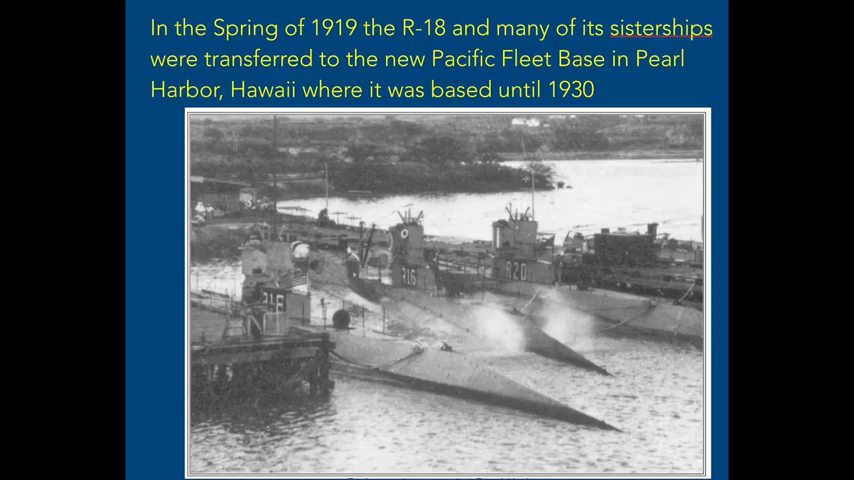 In the Spring of 1919 the R-18 and many of its sisterships
were transferred to the new Pacific Fleet Base in Pearl
Harbor, Hawaii where it was based until 1930
R16
R20